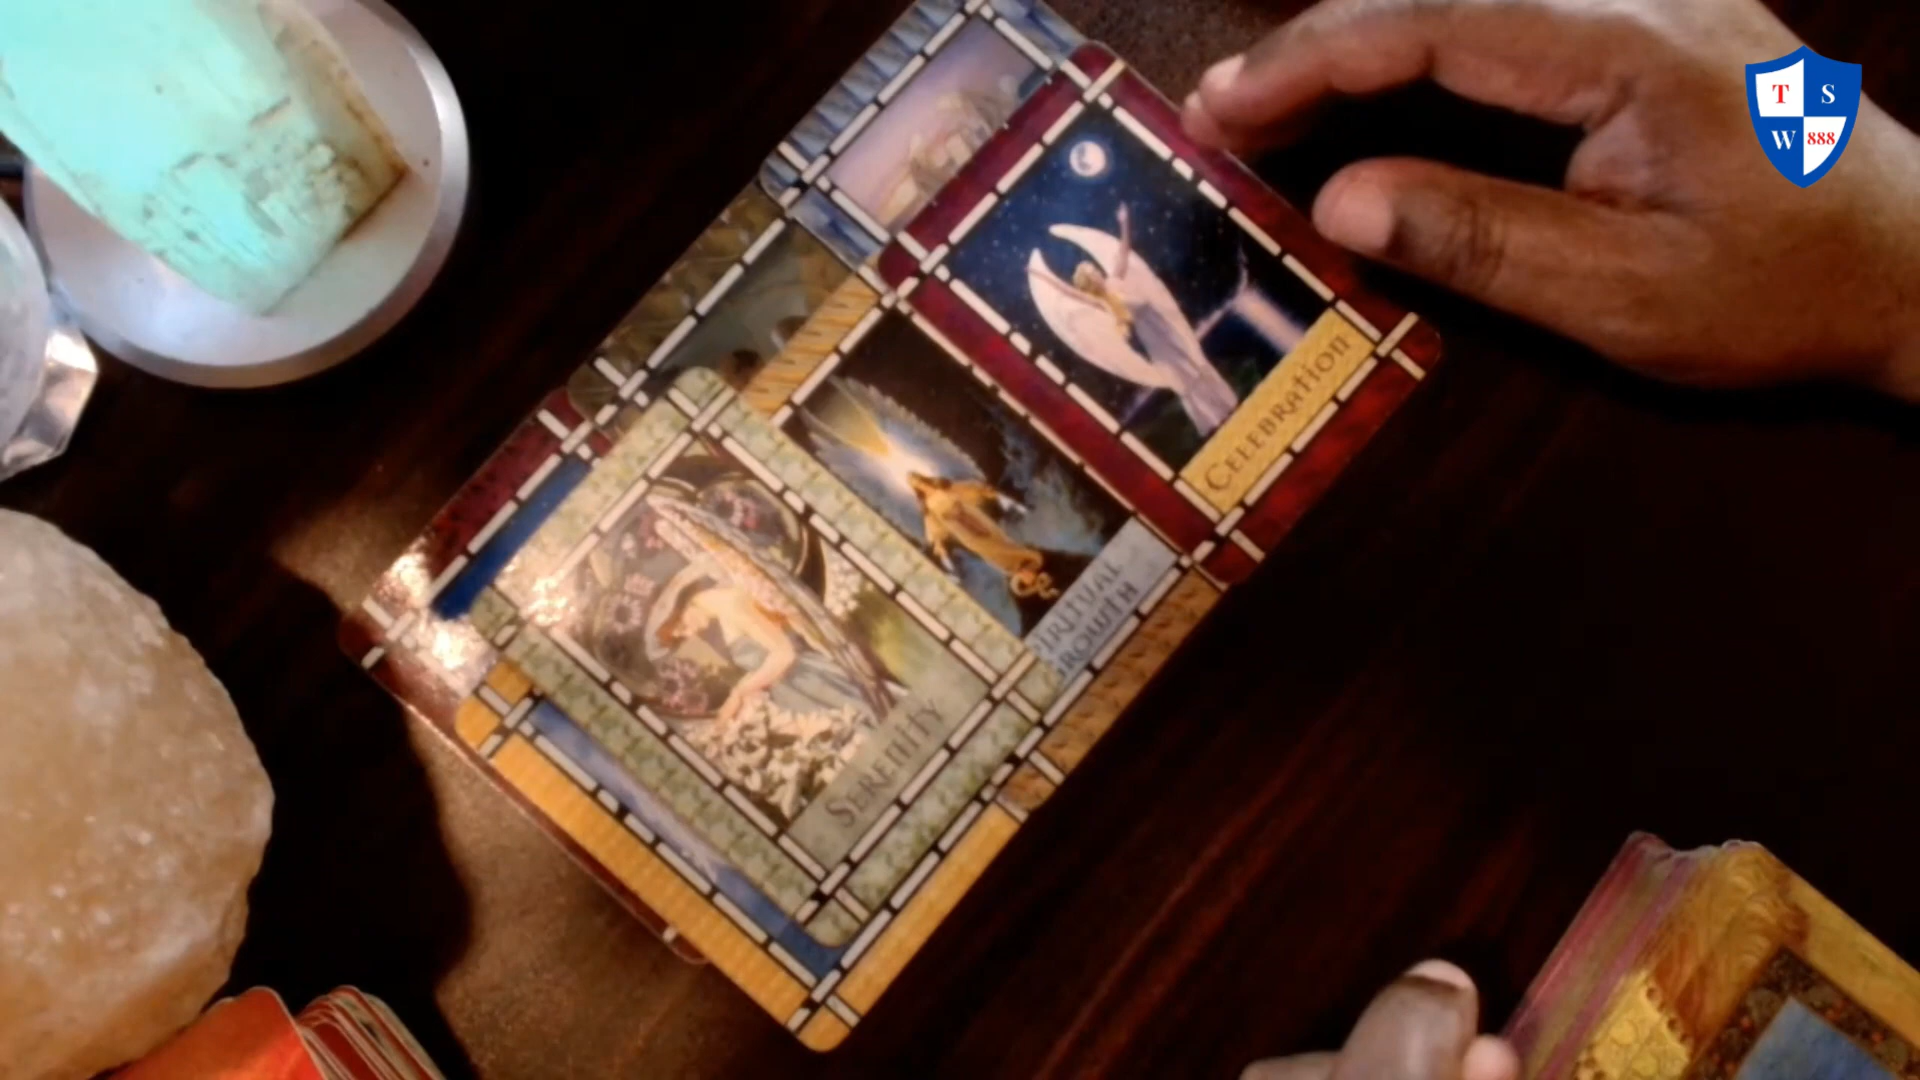 T S
W 888
CELEBRATION
SPIRITUAL
GROWTH
SERENITY